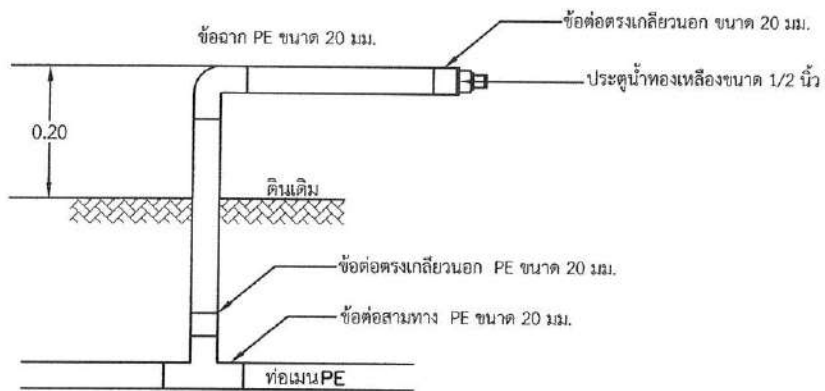 ข้อต่อตรงเกลียวนอก ขนาด 20 มม.
ข้อฉาก PE ขนาด 20 มม.
ประตูน้ำทองเหลืองขนาด 1/2 นิ้ว
0.20
ดินเดิม
ข้อต่อตรงเกลียวนอก PE ขนาด 20 มม.
ข้อต่อสามทาง PE ขนาด 20 มม.
ท่อเมนPE